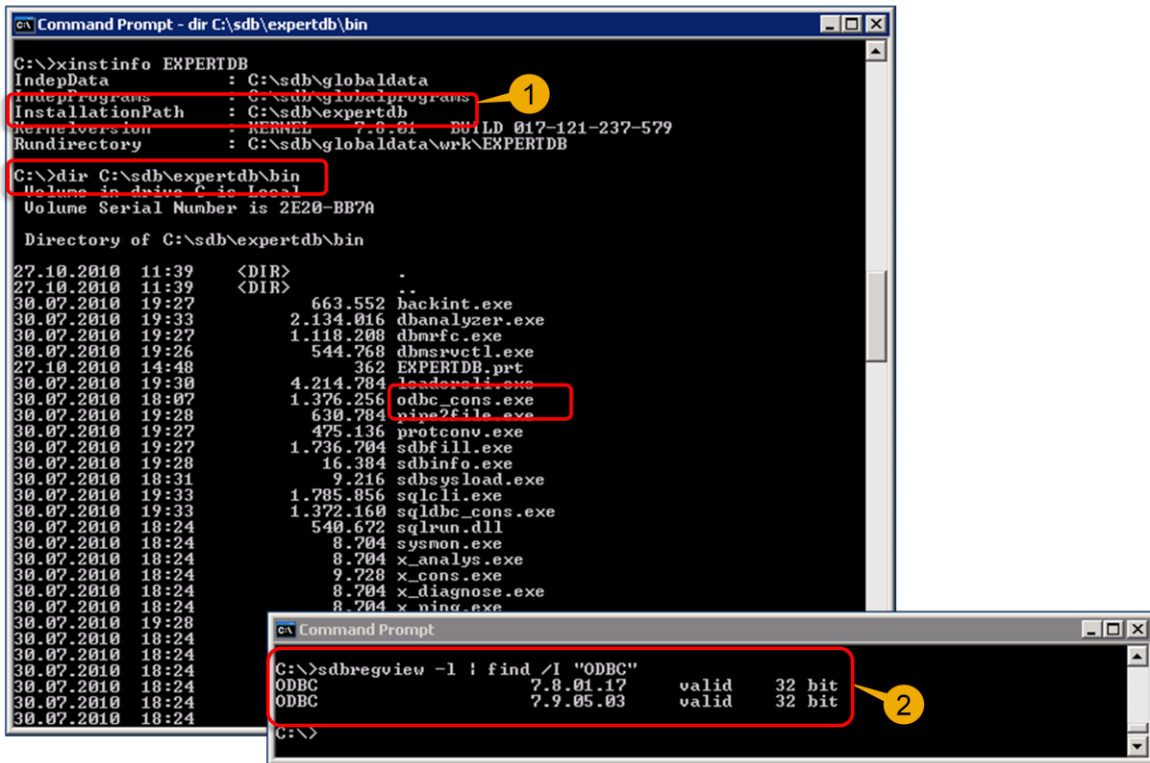 Command Prompt - dir C:\sdb\expertdb\bin
C:\>xinstinfo EXPERTDB
IndepData : C:\sdb\globaldata
IndepPrograms : C:\sdb\globalprograms
InstallationPath : C:\sdb\expertdb
Kernelversion : KERNEL 7.8.01 BUILD 017-121-237-579
Rundirectory : C:\sdb\globaldata\wrk\EXPERTDB
1
C:\>dir C:\sdb\expertdb\bin
Volume in drive C is Local
Volume Serial Number is 2E20-BB7A
Directory of C:\sdb\expertdb\bin
27.10.2010 11:39 <DIR> .
27.10.2010 11:39 <DIR> ..
30.07.2010 19:27 663.552 backint.exe
30.07.2010 19:33 2.134.016 dbanalyzer.exe
30.07.2010 19:27 1.118.208 dbmrfc.exe
30.07.2010 19:26 544.768 dbmsrvctl.exe
27.10.2010 14:48 362 EXPERTDB.prt
30.07.2010 19:30 4.214.784 loadercli.exe
30.07.2010 18:07 1.376.256 odbc_cons.exe
30.07.2010 19:28 630.784 pipe2file.exe
30.07.2010 19:27 475.136 protconv.exe
30.07.2010 19:27 1.736.704 sdbfill.exe
30.07.2010 19:28 16.384 sdbinfo.exe
30.07.2010 18:31 9.216 sdbsysload.exe
30.07.2010 19:33 1.785.856 sqlcli.exe
30.07.2010 19:33 1.372.160 sqldbc_cons.exe
30.07.2010 18:24 540.672 sqlrun.dll
30.07.2010 18:24 8.704 sysmon.exe
30.07.2010 18:24 8.704 x_analys.exe
30.07.2010 18:24 9.728 x_cons.exe
30.07.2010 18:24 8.704 x_diagnose.exe
30.07.2010 18:24 8.704 x_ping.exe
30.07.2010 19:28
30.07.2010 18:24
30.07.2010 18:24
30.07.2010 18:24
30.07.2010 18:24
30.07.2010 18:24
30.07.2010 18:24
Command Prompt
C:\>sdbregview -l | find /I "ODBC"
ODBC 7.8.01.17 valid 32 bit
ODBC 7.9.05.03 valid 32 bit
2
C:\>